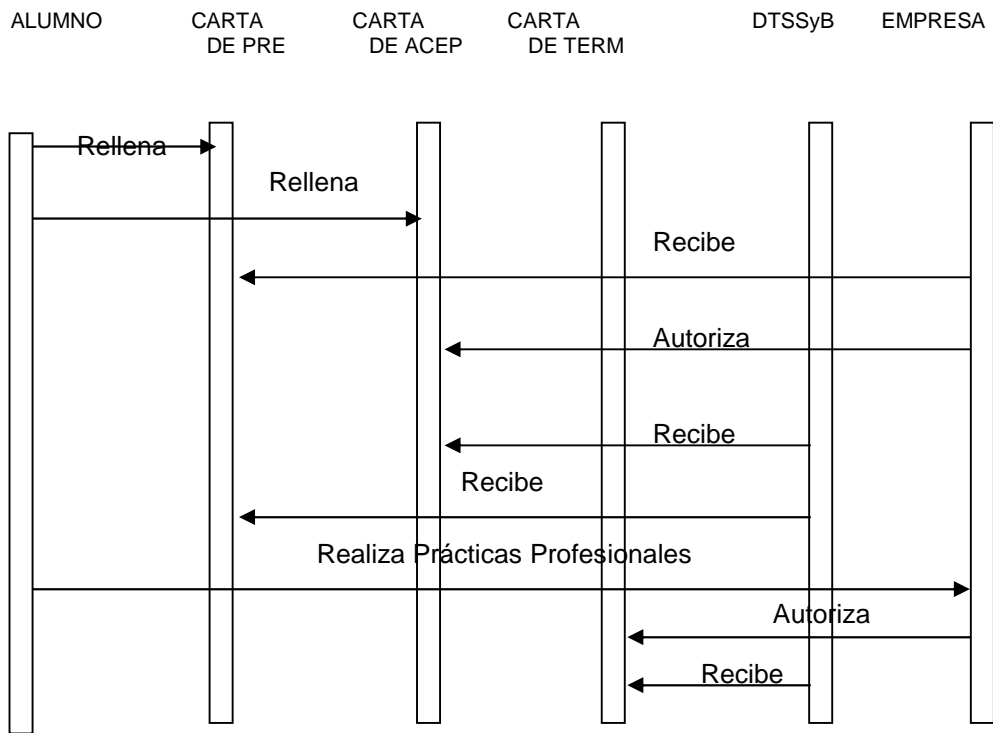 ALUMNO CARTA CARTA CARTA DTSSyB EMPRESA
DE PRE DE ACEP DE TERM
Rellena
Rellena
Recibe
Autoriza
Recibe
Recibe
Realiza Prácticas Profesionales
Autoriza
Recibe